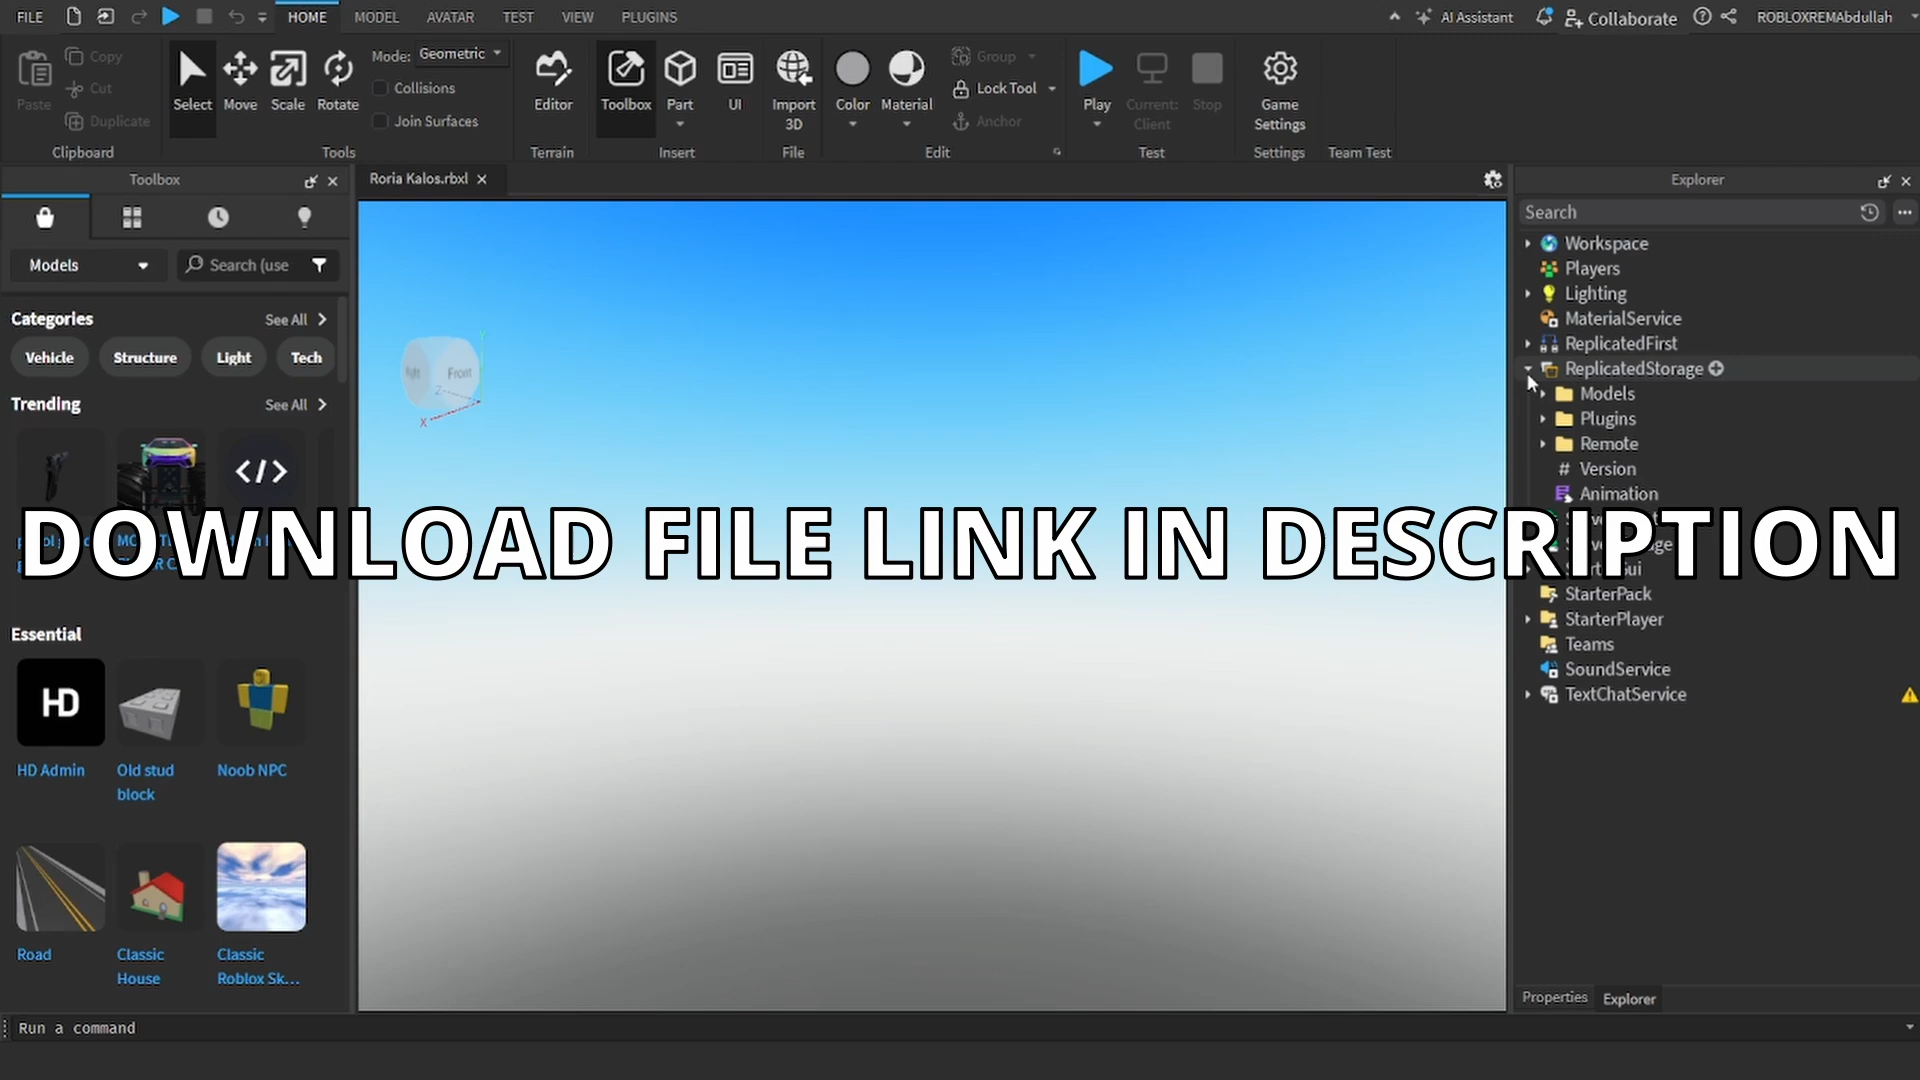 FILE
HOME
MODEL
AVATAR
TEST
VIEW
PLUGINS
AI Assistant
Collaborate
ROBLOXREMAbdullah
Paste
Copy
Cut
Duplicate
Clipboard
Select
Move
Scale
Rotate
Mode: Geometric
Collisions
Join Surfaces
Tools
Editor
Terrain
Toolbox
Part
UI
Insert
Import
3D
File
Color
Material
Group
Lock Tool
Anchor
Edit
Play
Current:
Client
Stop
Test
Game
Settings
Settings
Team Test
Toolbox
Models
Search (use
Categories
See All
Vehicle
Structure
Light
Tech
Trending
See All
Essential
HD
HD Admin
Old stud
block
Noob NPC
Road
Classic
House
Classic
Roblox Sk...
Roria Kalos.rbxl
Front
Z
X
Y
DOWNLOAD FILE LINK IN DESCRIPTION
Explorer
Search
Workspace
Players
Lighting
MaterialService
ReplicatedFirst
ReplicatedStorage
Models
Plugins
Remote
# Version
Animation
StarterPack
StarterPlayer
Teams
SoundService
TextChatService
Properties
Explorer
Run a command